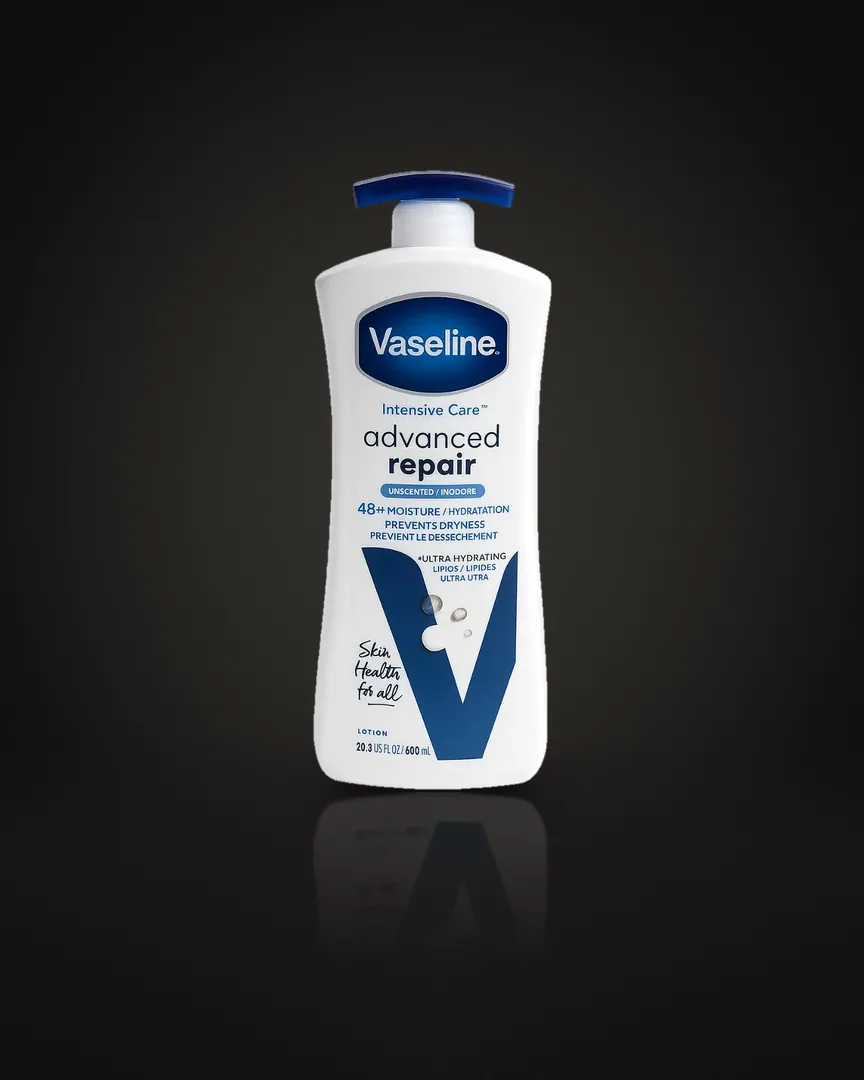 Vaseline
Intensive Care™
advanced
repair
UNSCENTED / INODORE
48H MOISTURE / HYDRATATION
PREVENTS DRYNESS
PREVIENT LE DESSECHEMENT
*ULTRA HYDRATING
LIPIOS / LIPIDES
ULTRA UTRA
Skin
Health
for all
LOTION
20.3 US FL OZ / 600 mL